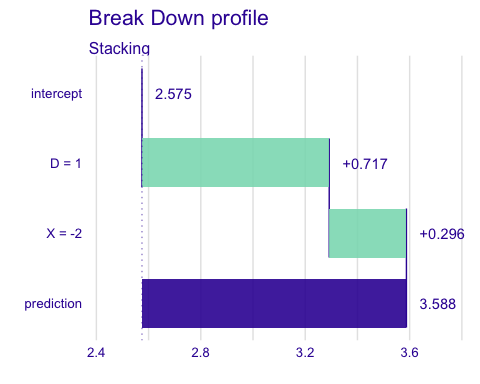 Break Down profile
Stacking
intercept 2.575
D = 1 +0.717
X = -2 +0.296
prediction 3.588
2.4 2.8 3.2 3.6